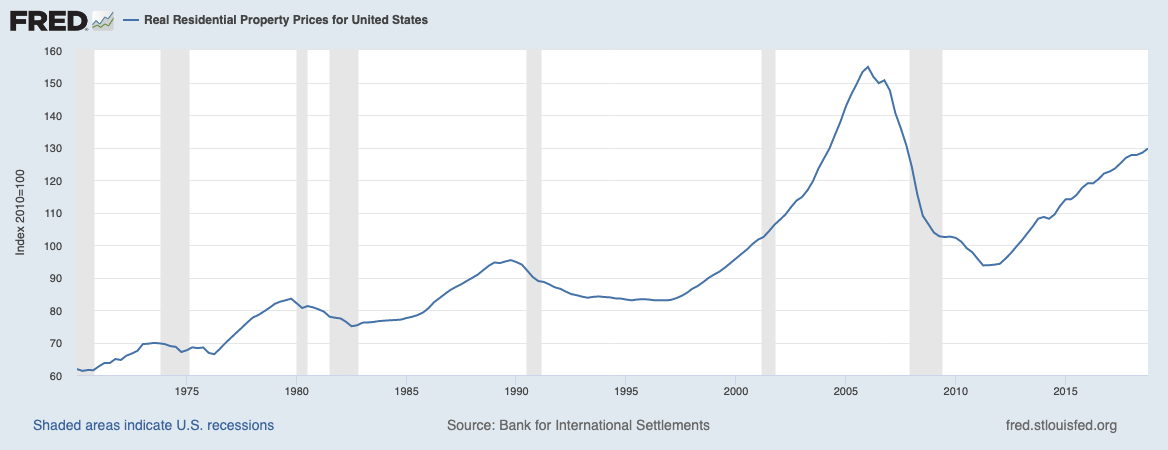 FRED
Real Residential Property Prices for United States
160
150
140
130
120
110
100
90
80
70
60
Index 2010=100
1975 1980 1985 1990 1995 2000 2005 2010 2015
Shaded areas indicate U.S. recessions Source: Bank for International Settlements fred.stlouisfed.org